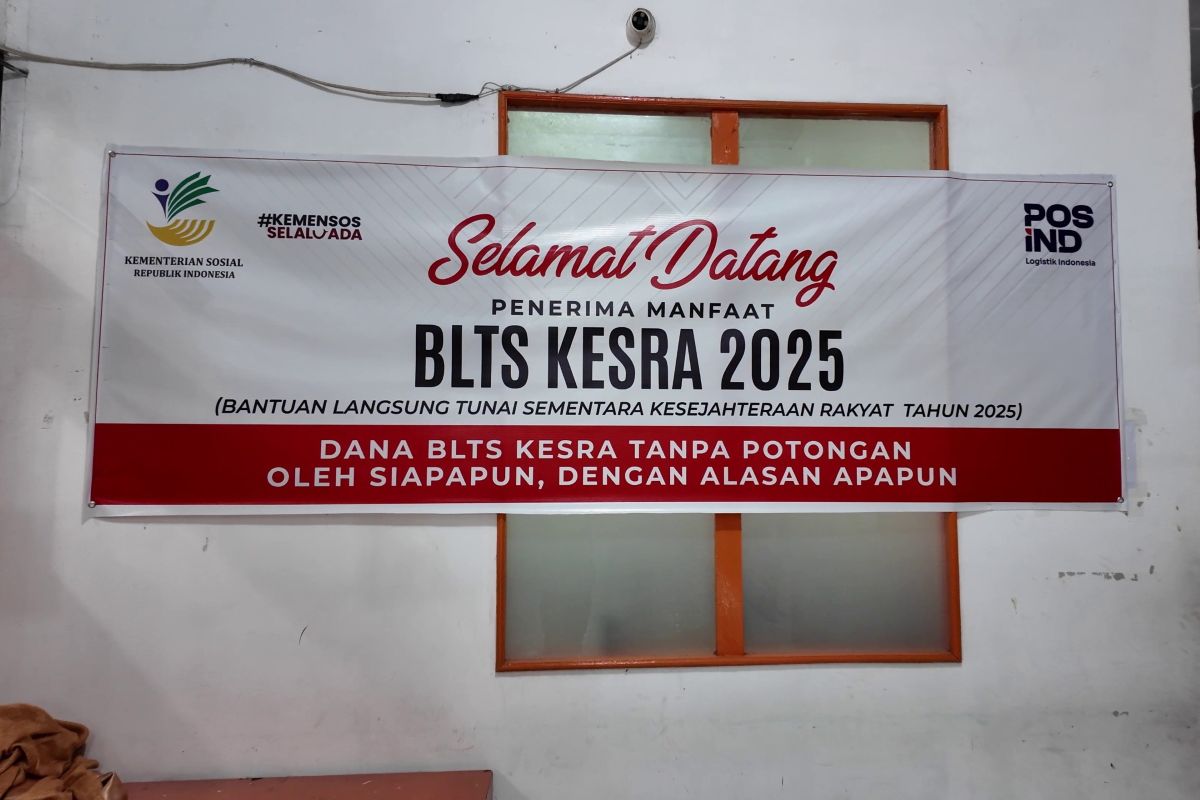 KEMENTERIAN SOSIAL
REPUBLIK INDONESIA
#KEMENSOS
SELALUADA
POS
IND
Logistik Indonesia
Selamat Datang
PENERIMA MANFAAT
BLTS KESRA 2025
(BANTUAN LANGSUNG TUNAI SEMENTARA KESEJAHTERAAN RAKYAT TAHUN 2025)
DANA BLTS KESRA TANPA POTONGAN
OLEH SIAPAPUN, DENGAN ALASAN APAPUN